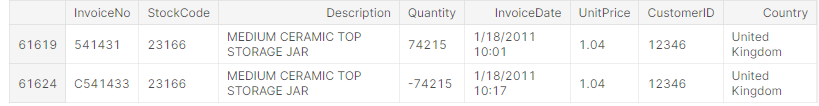 InvoiceNo StockCode Description Quantity InvoiceDate UnitPrice CustomerID Country
61619 541431 23166 MEDIUM CERAMIC TOP STORAGE JAR 74215 1/18/2011 10:01 1.04 12346 United Kingdom
61624 C541433 23166 MEDIUM CERAMIC TOP STORAGE JAR -74215 1/18/2011 10:17 1.04 12346 United Kingdom